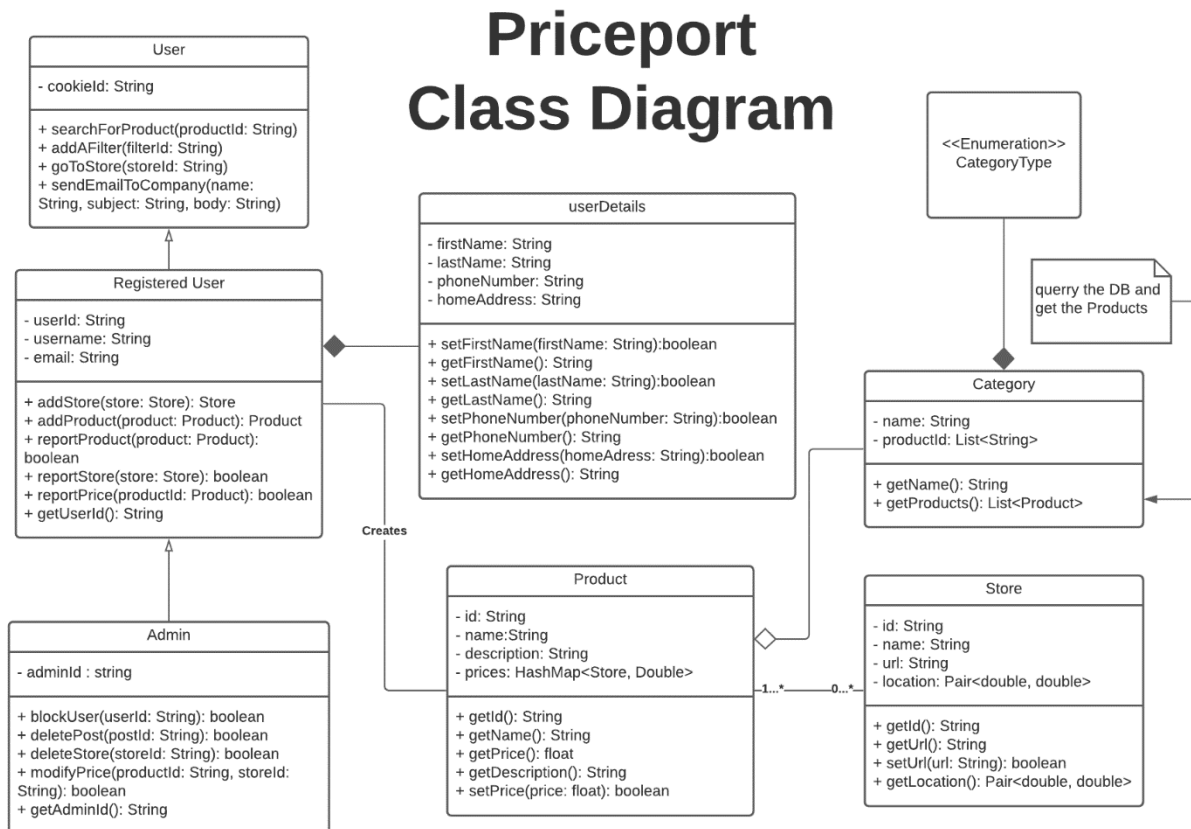 Priceport
Class Diagram
User
- cookieId: String
+ searchForProduct(productId: String)
+ addAFilter(filterId: String)
+ goToStore(storeId: String)
+ sendEmailToCompany(name:
String, subject: String, body: String)
Registered User
- userId: String
- username: String
- email: String
+ addStore(store: Store): Store
+ addProduct(product: Product): Product
+ reportProduct(product: Product):
boolean
+ reportStore(store: Store): boolean
+ reportPrice(productId: Product): boolean
+ getUserId(): String
Admin
- adminId : string
+ blockUser(userId: String): boolean
+ deletePost(postId: String): boolean
+ deleteStore(storeId: String): boolean
+ modifyPrice(productId: String, storeId:
String): boolean
+ getAdminId(): String
userDetails
- firstName: String
- lastName: String
- phoneNumber: String
- homeAddress: String
+ setFirstName(firstName: String):boolean
+ getFirstName(): String
+ setLastName(lastName: String):boolean
+ getLastName(): String
+ setPhoneNumber(phoneNumber: String):boolean
+ getPhoneNumber(): String
+ setHomeAddress(homeAdress: String):boolean
+ getHomeAddress(): String
Creates
Product
- id: String
- name:String
- description: String
- prices: HashMap<Store, Double>
+ getId(): String
+ getName(): String
+ getPrice(): float
+ getDescription(): String
+ setPrice(price: float): boolean
1...*
0...*
<<Enumeration>>
CategoryType
querry the DB and
get the Products
Category
- name: String
- productId: List<String>
+ getName(): String
+ getProducts(): List<Product>
Store
- id: String
- name: String
- url: String
- location: Pair<double, double>
+ getId(): String
+ getUrl(): String
+ setUrl(url: String): boolean
+ getLocation(): Pair<double, double>